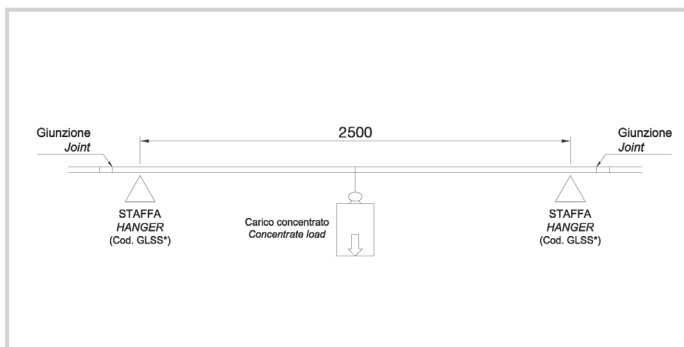 2500
Giunzione
Joint
Giunzione
Joint
STAFFA
HANGER
(Cod. GLSS*)
Carico concentrato
Concentrate load
STAFFA
HANGER
(Cod. GLSS*)